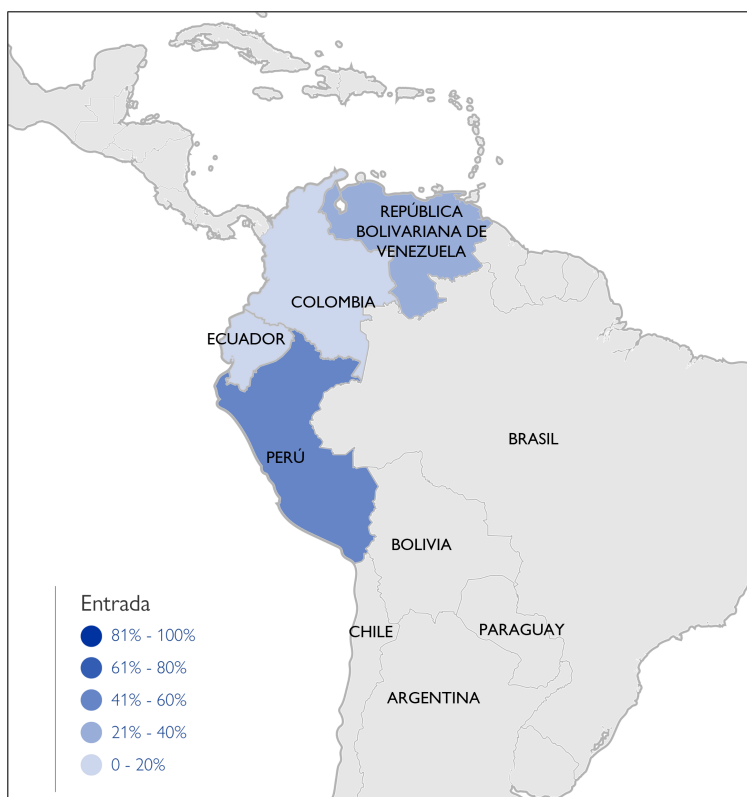 REPÚBLICA
BOLIVARIANA DE
VENEZUELA
COLOMBIA
ECUADOR
BRASIL
PERÚ
BOLIVIA
CHILE
PARAGUAY
ARGENTINA
Entrada
81% - 100%
61% - 80%
41% - 60%
21% - 40%
0 - 20%